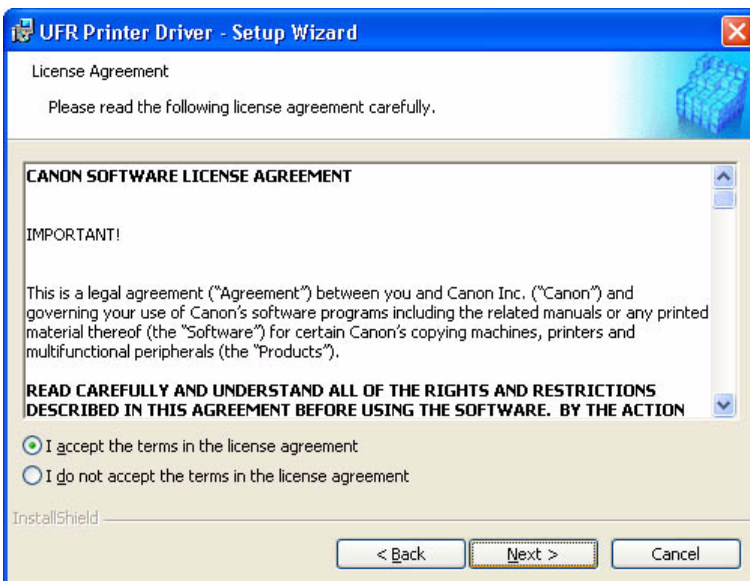 UFR Printer Driver - Setup Wizard
License Agreement
Please read the following license agreement carefully.
CANON SOFTWARE LICENSE AGREEMENT
IMPORTANT!
This is a legal agreement ("Agreement") between you and Canon Inc. ("Canon") and
governing your use of Canon's software programs including the related manuals or any printed
material thereof (the "Software") for certain Canon's copying machines, printers and
multifunctional peripherals (the "Products").
READ CAREFULLY AND UNDERSTAND ALL OF THE RIGHTS AND RESTRICTIONS
DESCRIBED IN THIS AGREEMENT BEFORE USING THE SOFTWARE. BY THE ACTION
I accept the terms in the license agreement
I do not accept the terms in the license agreement
InstallShield
< Back Next > Cancel